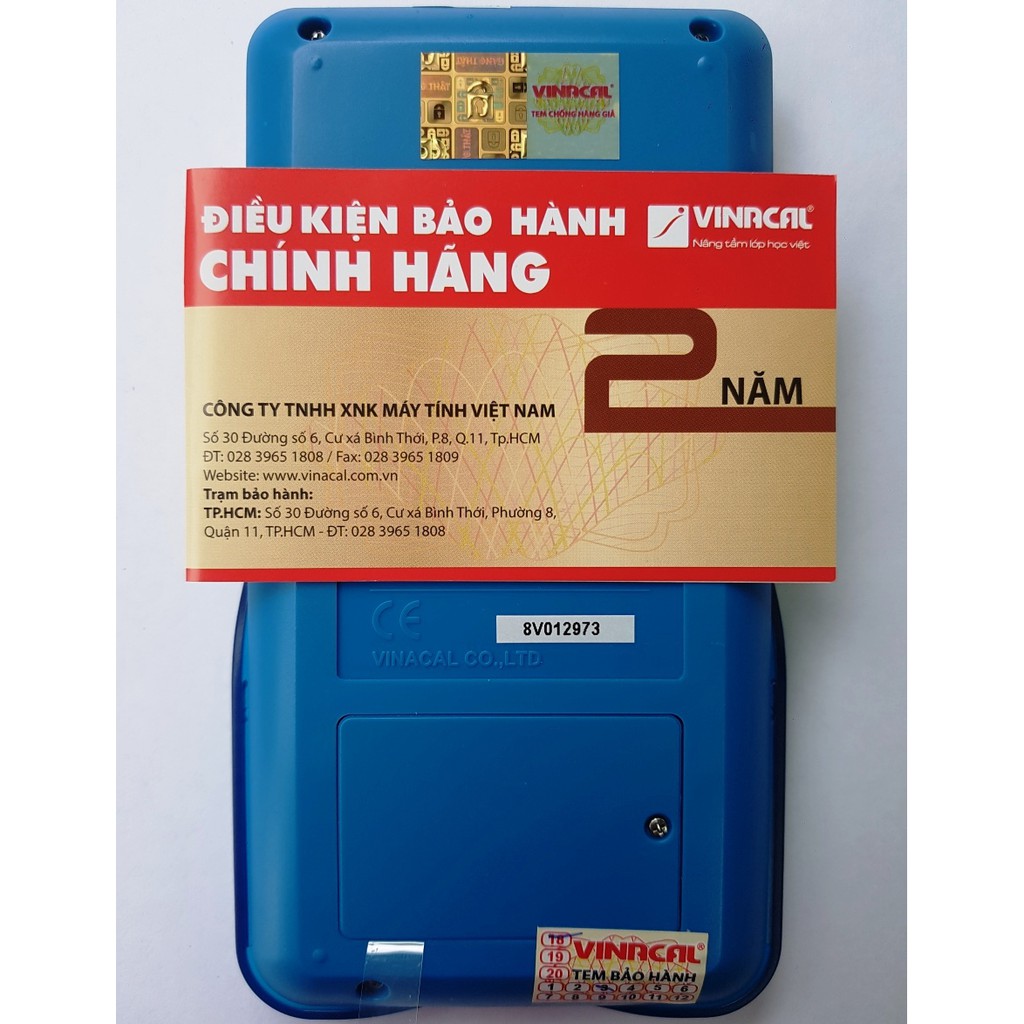 GIANG THẤT
VINACAL
TEM CHỐNG HÀNG GIẢ
ĐIỀU KIỆN BẢO HÀNH
CHÍNH HÃNG
VINACAL®
Nâng tầm lớp học việt
2 NĂM
CÔNG TY TNHH XNK MÁY TÍNH VIỆT NAM
Số 30 Đường số 6, Cư xá Bình Thới, P.8, Q.11, Tp.HCM
ĐT: 028 3965 1808 / Fax: 028 3965 1809
Website: www.vinacal.com.vn
Trạm bảo hành:
TP.HCM: Số 30 Đường số 6, Cư xá Bình Thới, Phường 8,
Quận 11, TP.HCM - ĐT: 028 3965 1808
CE
8V012973
VINACAL CO.,LTD
18
19
20
VINACAL®
TEM BẢO HÀNH
1 2 3 4 5 6
7 8 9 10 11 12